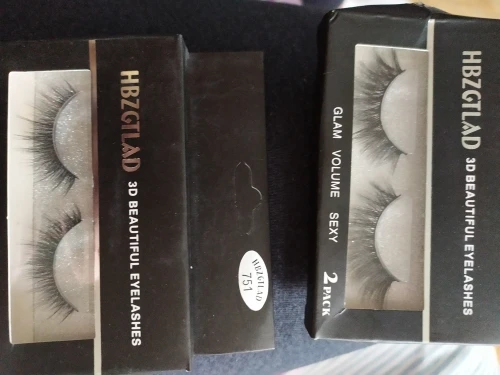 HBZGTLAD
3D BEAUTIFUL EYELASHES
HBZGTLAD
751
GLAM VOLUME SEXY
2 PACK
HBZGTLAD
3D BEAUTIFUL EYELASHES